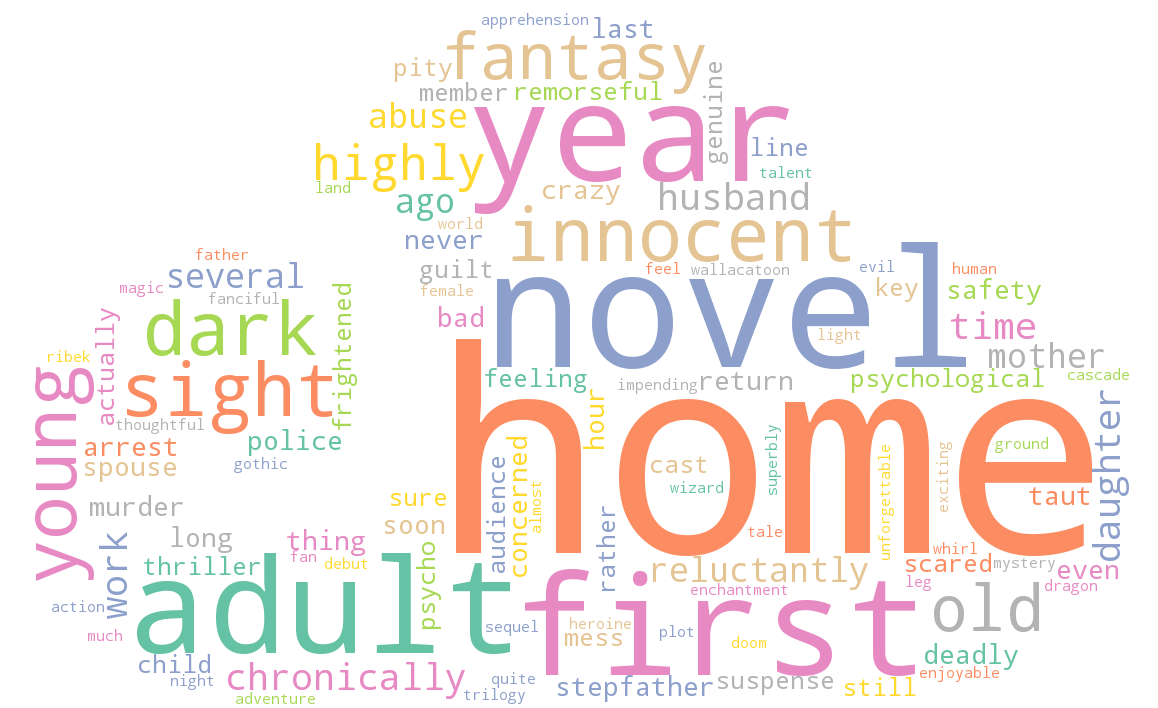 apprehension
last
fantasy
pity
member
remorseful
genuine
abuse
year
line
highly
talent
land
crazy
husband
ago
world
innocent
never
father
several
guilt
feel
wallacatoon
evil
human
magic
fanciful
female
key
safety
novel
dark
frightened
bad
time
light
actually
ribek
mother
sight
feeling
impending
return
psychological
cascade
young
home
daughter
thoughtful
arrest
police
hour
spouse
gothic
audience
concerned
cast
superbly
ground
unforgettable
exciting
wizard
taut
sure
almost
murder
soon
rather
long
thing
tale
whirl
work
fan
thriller
debut
psycho
reluctantly
scared
mystery
even
adult
first
leg
dragon
enchantment
old
action
much
sequel
heroine
mess
plot
doom
deadly
child
night
chronically
quite
stepfather
suspense
still
enjoyable
adventure
trilogy